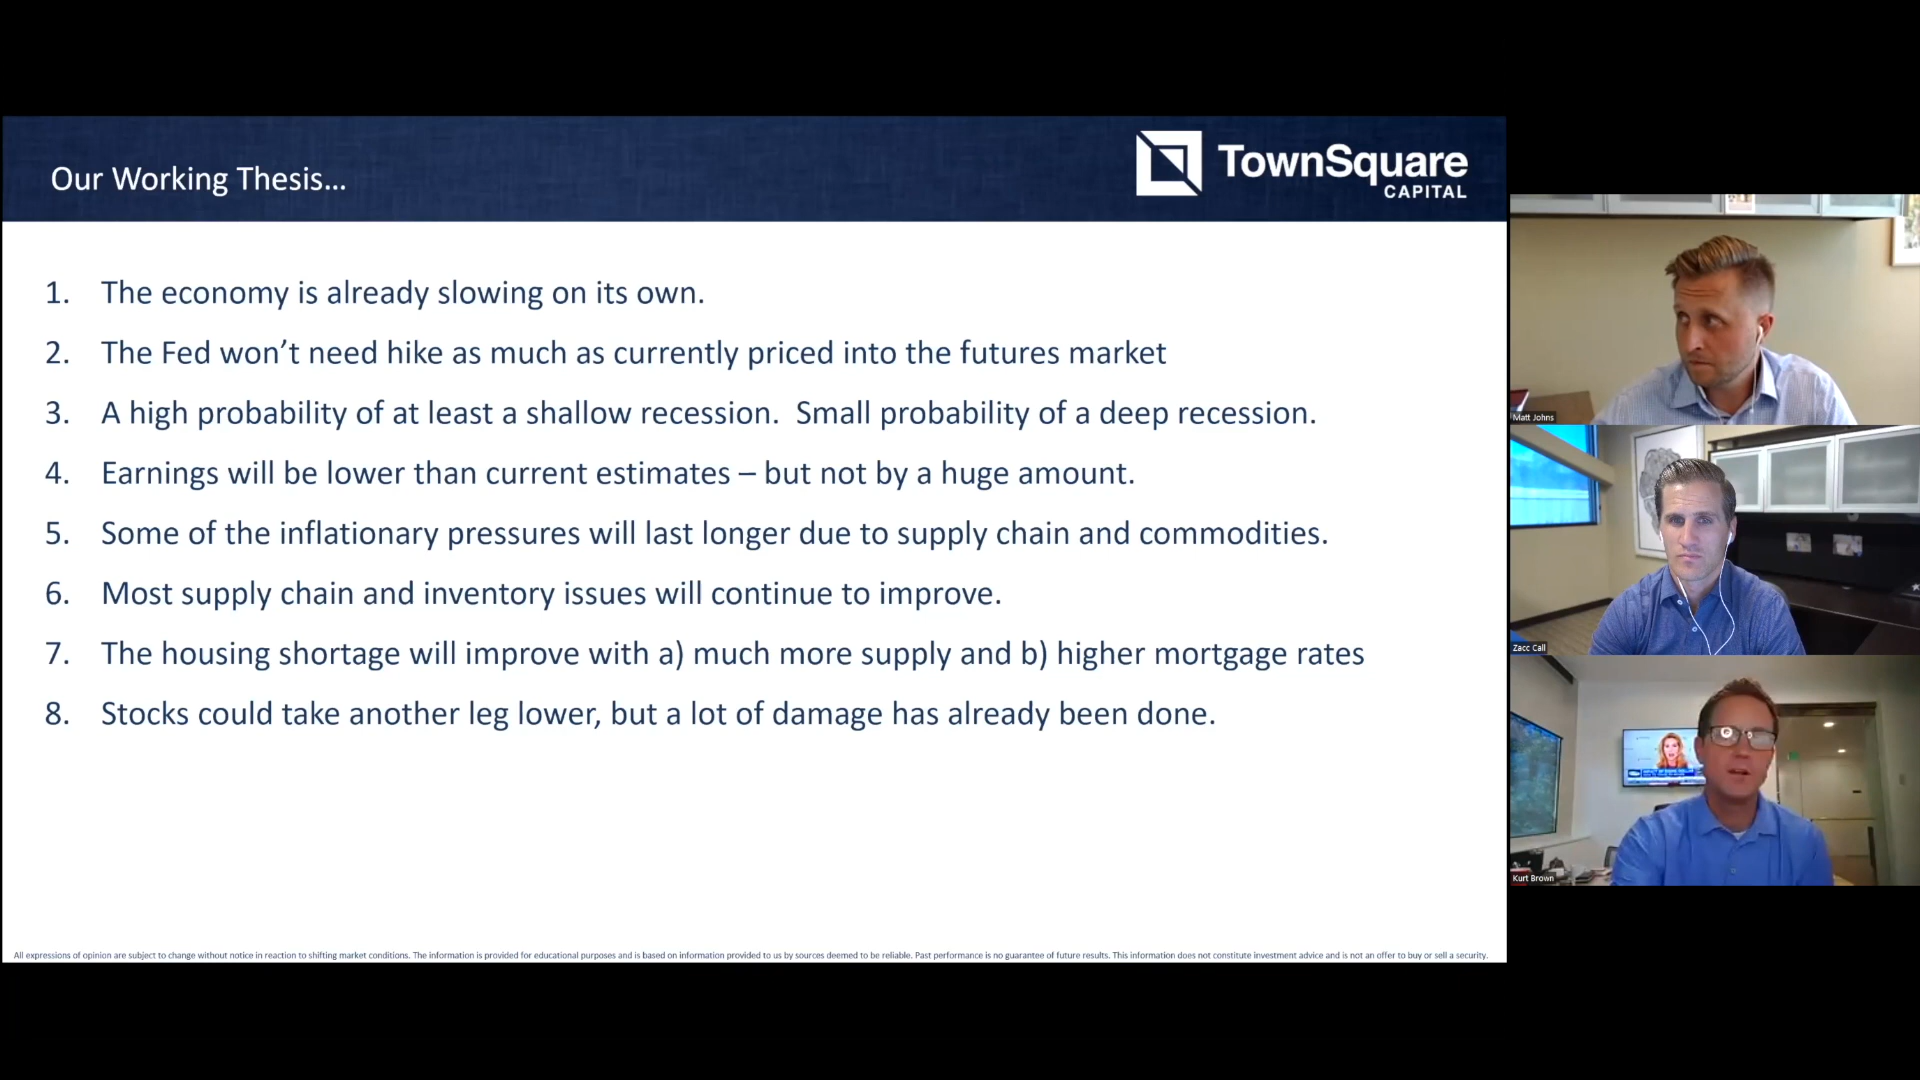 Our Working Thesis...
TownSquare
CAPITAL
1. The economy is already slowing on its own.
2. The Fed won’t need hike as much as currently priced into the futures market
3. A high probability of at least a shallow recession.  Small probability of a deep recession.
4. Earnings will be lower than current estimates – but not by a huge amount.
5. Some of the inflationary pressures will last longer due to supply chain and commodities.
6. Most supply chain and inventory issues will continue to improve.
7. The housing shortage will improve with a) much more supply and b) higher mortgage rates
8. Stocks could take another leg lower, but a lot of damage has already been done.
All expressions of opinion are subject to change without notice in reaction to shifting market conditions. The information is provided for educational purposes and is based on information provided to us by sources deemed to be reliable. Past performance is no guarantee of future results. This information does not constitute investment advice and is not an offer to buy or sell a security.
Matt Johns
Zacc Call
Kurt Brown